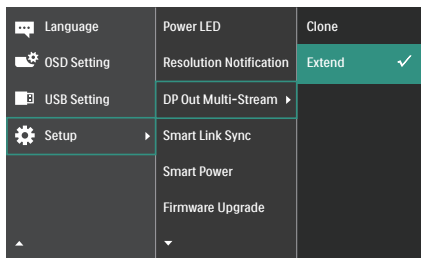 Language
OSD Setting
USB Setting
Setup
Power LED
Resolution Notification
DP Out Multi-Stream
Smart Link Sync
Smart Power
Firmware Upgrade
Clone
Extend